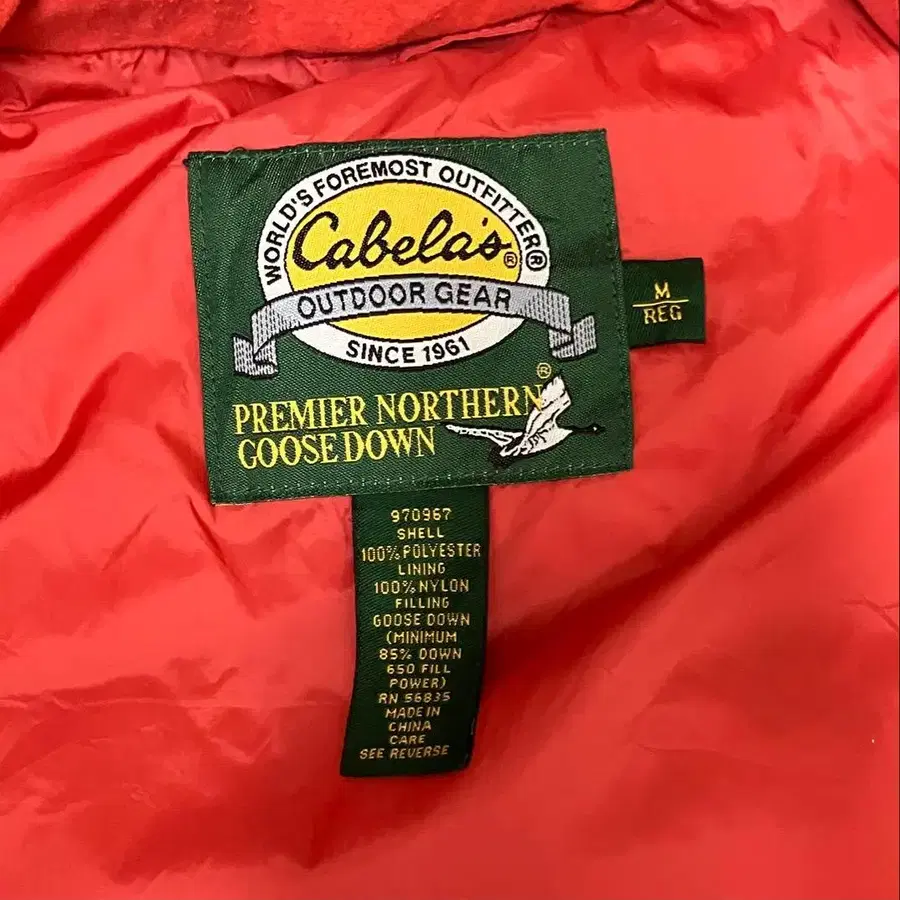 WORLD'S FOREMOST OUTFITTER®
Cabela's®
OUTDOOR GEAR
SINCE 1961
PREMIER NORTHERN®
GOOSE DOWN
M
REG
970967
SHELL
100% POLYESTER
LINING
100% NYLON
FILLING
GOOSE DOWN
(MINIMUM
85% DOWN
650 FILL
POWER)
RN 56835
MADE IN
CHINA
CARE
SEE REVERSE